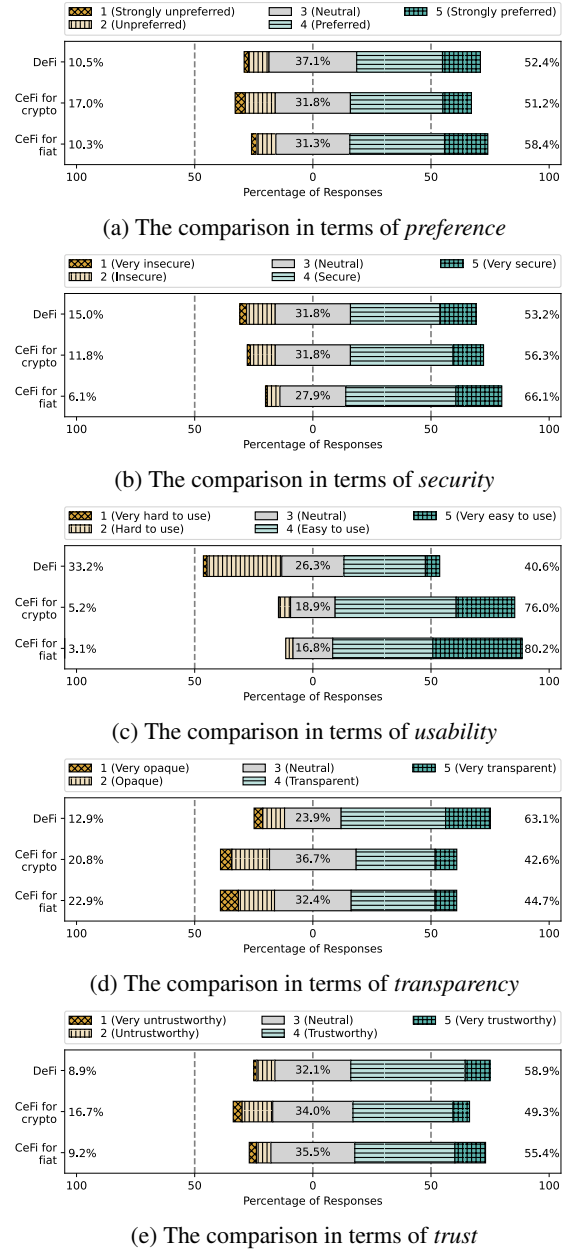 1 (Strongly unpreferred) 3 (Neutral) 5 (Strongly preferred)
2 (Unpreferred) 4 (Preferred)
DeFi 10.5% 37.1% 52.4%
CeFi for
crypto 17.0% 31.8% 51.2%
CeFi for
fiat 10.3% 31.3% 58.4%
100 50 0 50 100
Percentage of Responses
(a) The comparison in terms of preference
1 (Very insecure) 3 (Neutral) 5 (Very secure)
2 (Insecure) 4 (Secure)
DeFi 15.0% 31.8% 53.2%
CeFi for
crypto 11.8% 31.8% 56.3%
CeFi for
fiat 6.1% 27.9% 66.1%
100 50 0 50 100
Percentage of Responses
(b) The comparison in terms of security
1 (Very hard to use) 3 (Neutral) 5 (Very easy to use)
2 (Hard to use) 4 (Easy to use)
DeFi 33.2% 26.3% 40.6%
CeFi for
crypto 5.2% 18.9% 76.0%
CeFi for
fiat 3.1% 16.8% 80.2%
100 50 0 50 100
Percentage of Responses
(c) The comparison in terms of usability
1 (Very opaque) 3 (Neutral) 5 (Very transparent)
2 (Opaque) 4 (Transparent)
DeFi 12.9% 23.9% 63.1%
CeFi for
crypto 20.8% 36.7% 42.6%
CeFi for
fiat 22.9% 32.4% 44.7%
100 50 0 50 100
Percentage of Responses
(d) The comparison in terms of transparency
1 (Very untrustworthy) 3 (Neutral) 5 (Very trustworthy)
2 (Untrustworthy) 4 (Trustworthy)
DeFi 8.9% 32.1% 58.9%
CeFi for
crypto 16.7% 34.0% 49.3%
CeFi for
fiat 9.2% 35.5% 55.4%
100 50 0 50 100
Percentage of Responses
(e) The comparison in terms of trust